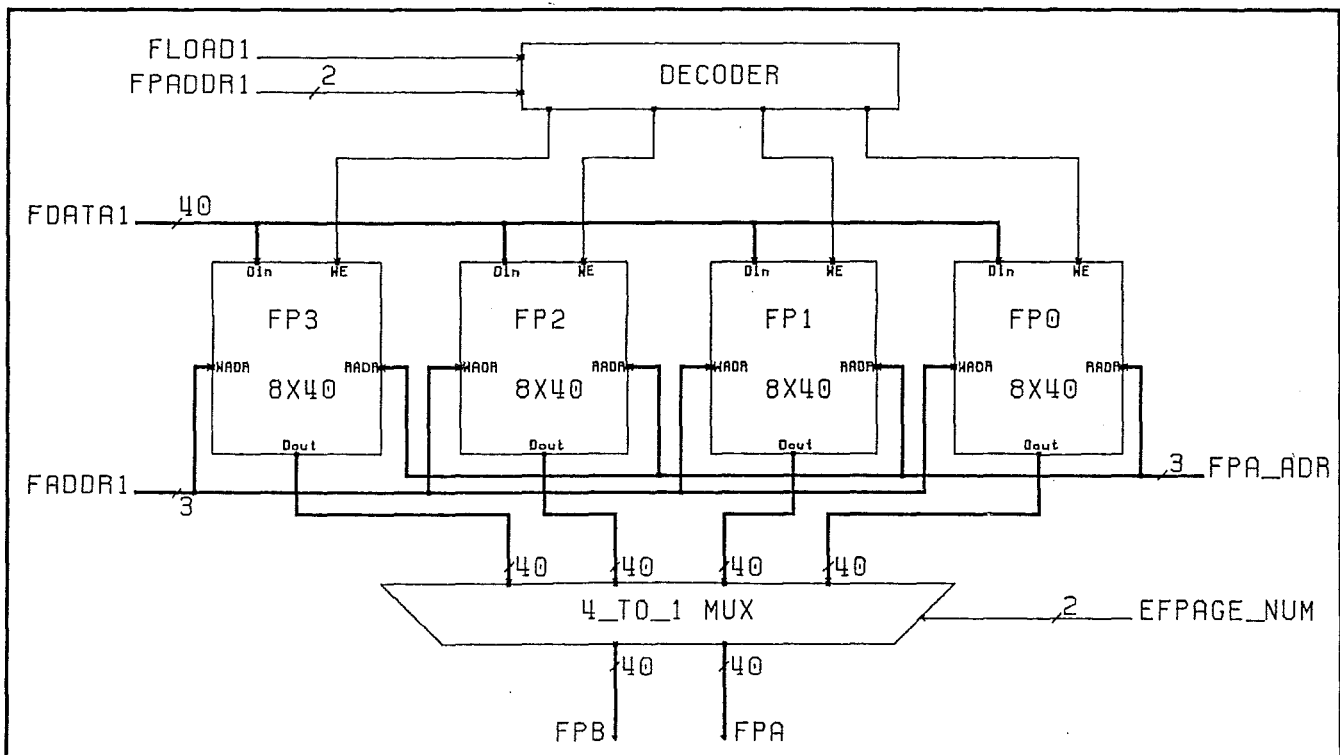 FLOAD1
FPADDR1 2
DECODER
FDATA1 40
Din WE Din WE Din WE Din WE
FP3 FP2 FP1 FP0
WADR RADR WADR RADR WADR RADR WADR RADR
8X40 8X40 8X40 8X40
Dout Dout Dout Dout
FADDR1 3 3 FPA_ADR
40 40 40 40
4_TO_1 MUX 2 EFPAGE_NUM
40 40
FPB FPA